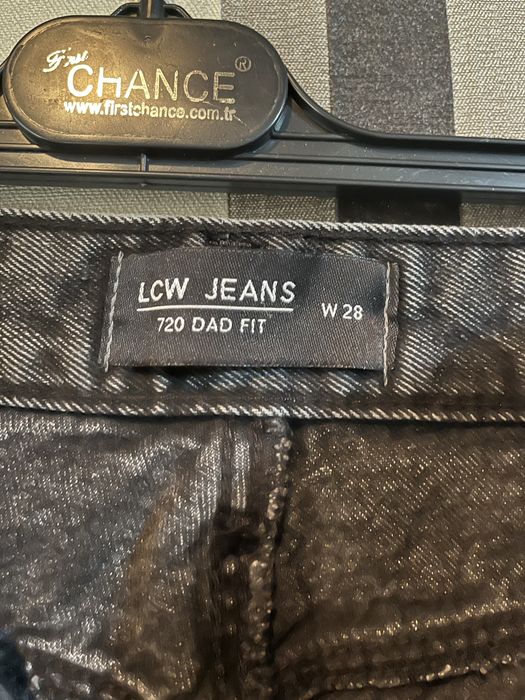 First
CHANCE®
www.firstchance.com.tr
LCW JEANS
720 DAD FIT
W 28